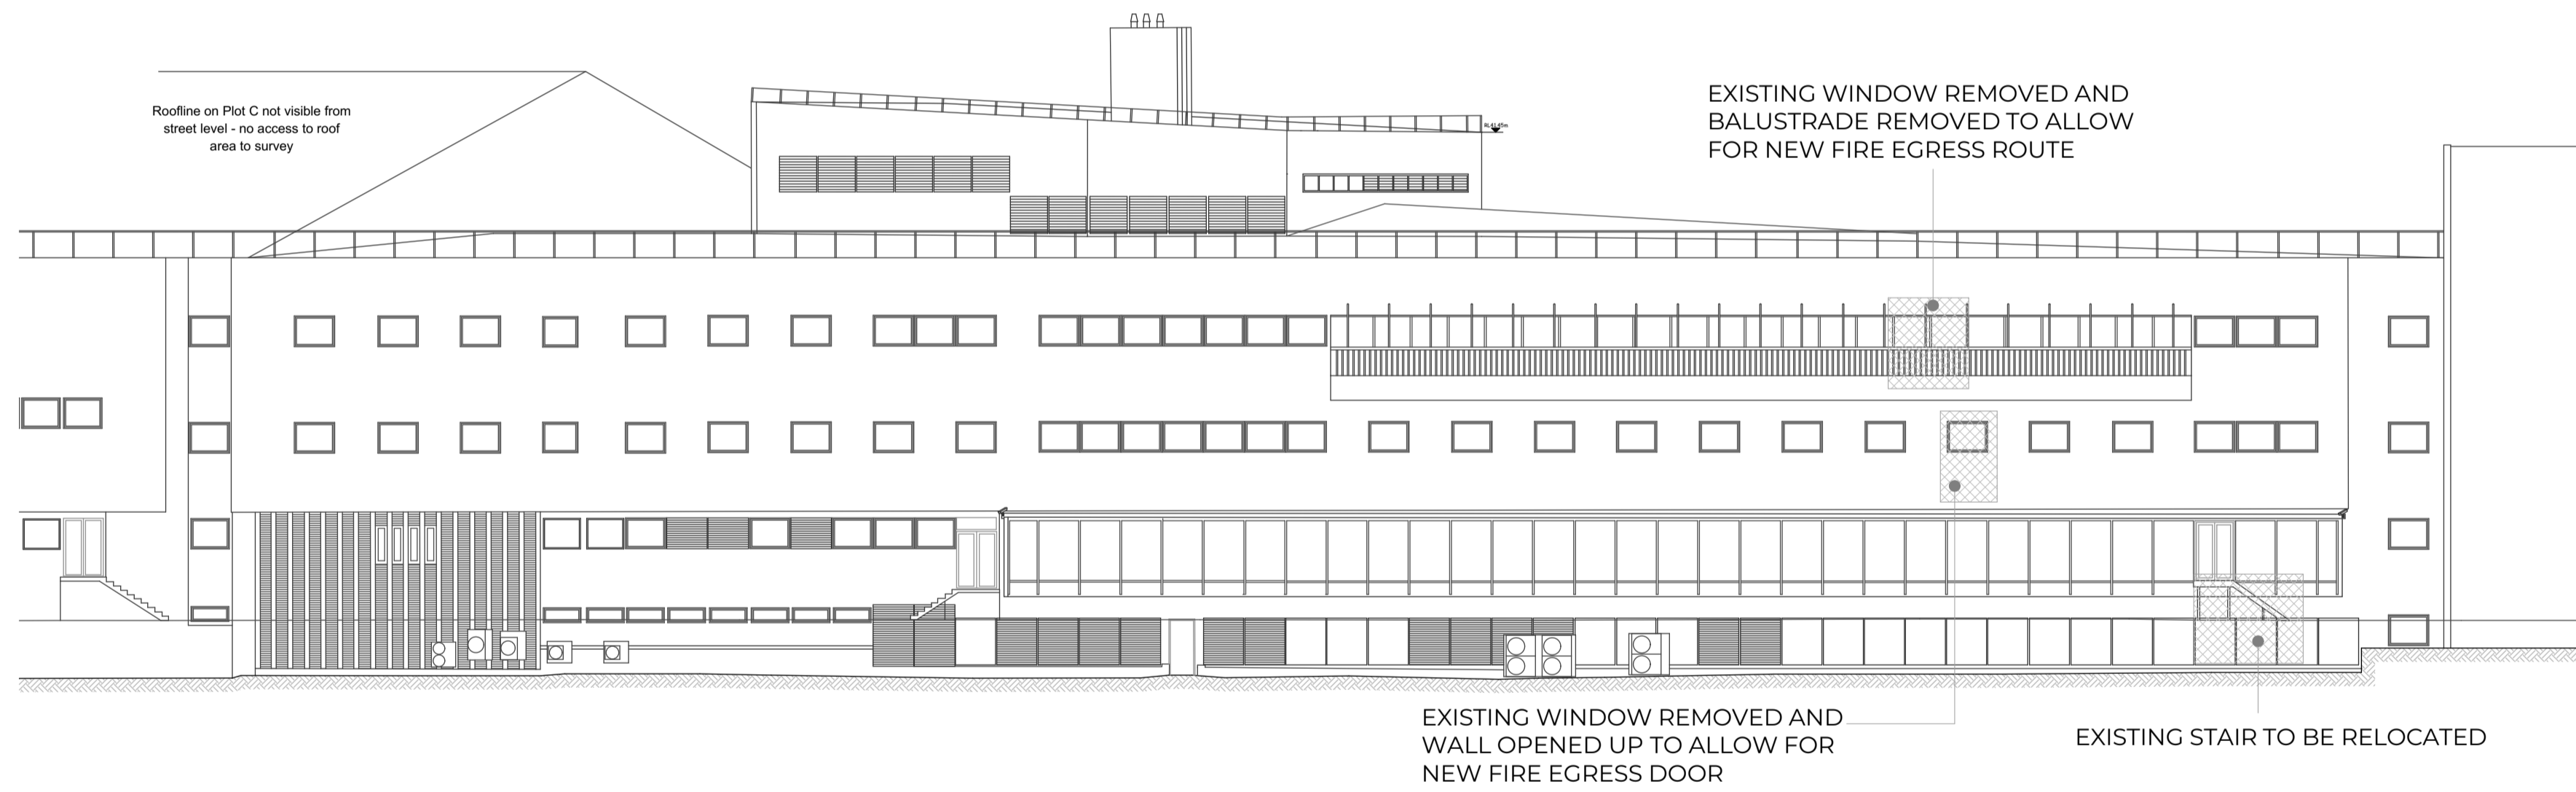 Roofline on Plot C not visible from
street level - no access to roof
area to survey
RL41.45m
EXISTING WINDOW REMOVED AND
BALUSTRADE REMOVED TO ALLOW
FOR NEW FIRE EGRESS ROUTE
EXISTING WINDOW REMOVED AND
WALL OPENED UP TO ALLOW FOR
NEW FIRE EGRESS DOOR
EXISTING STAIR TO BE RELOCATED